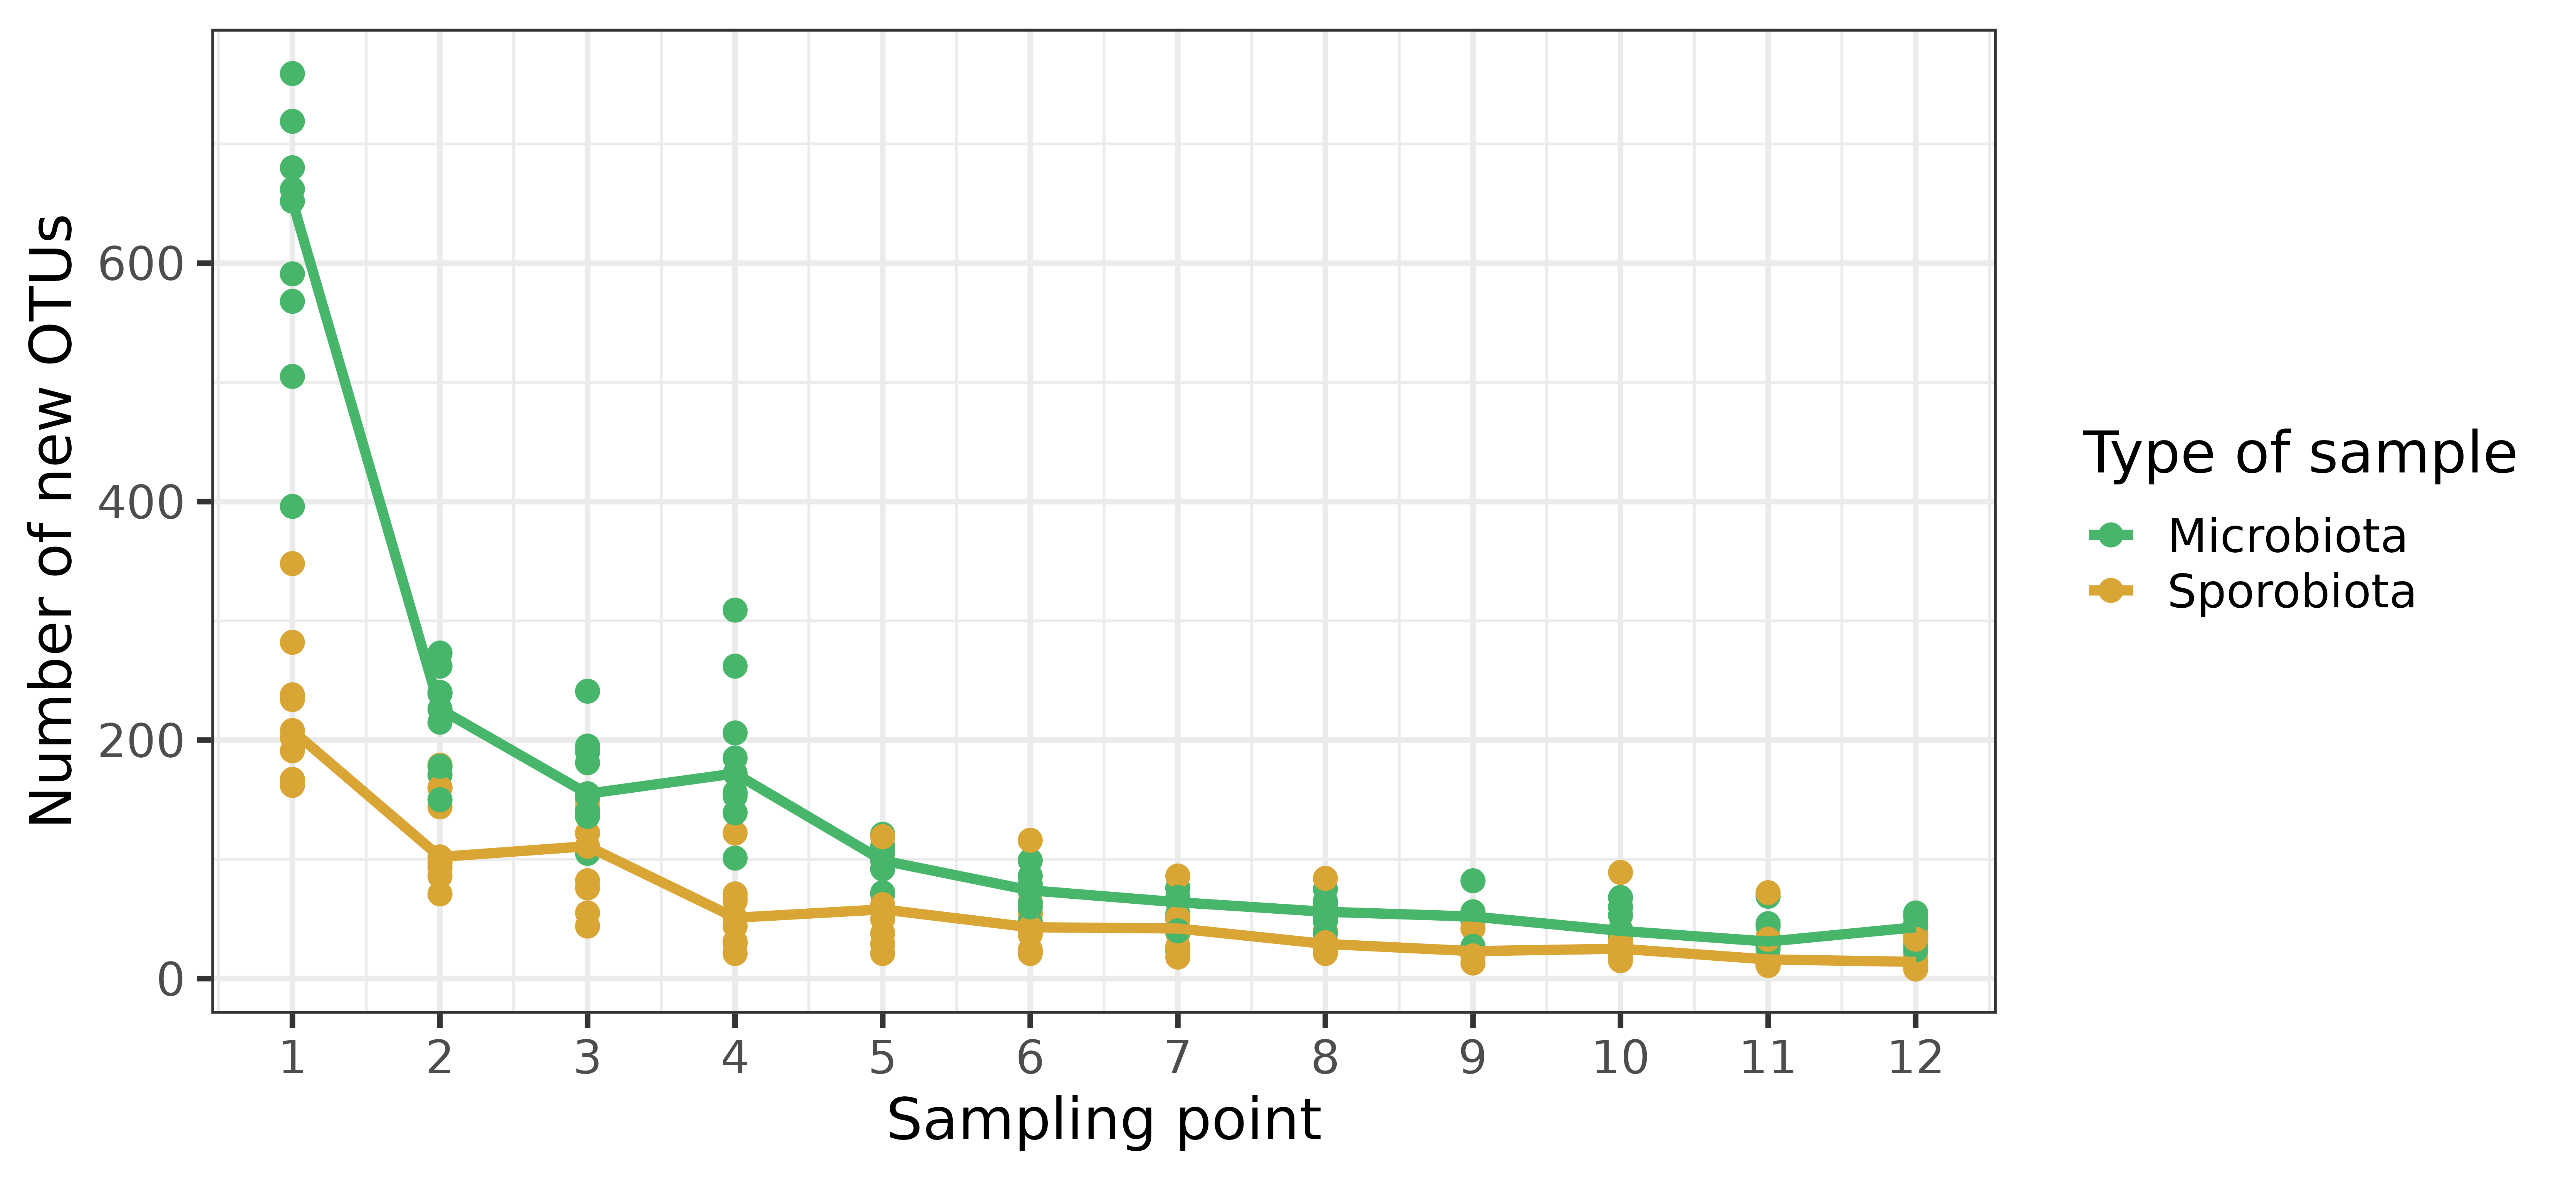 Number of new OTUs
600
400
200
0
1 2 3 4 5 6 7 8 9 10 11 12
Sampling point
Type of sample
Microbiota
Sporobiota